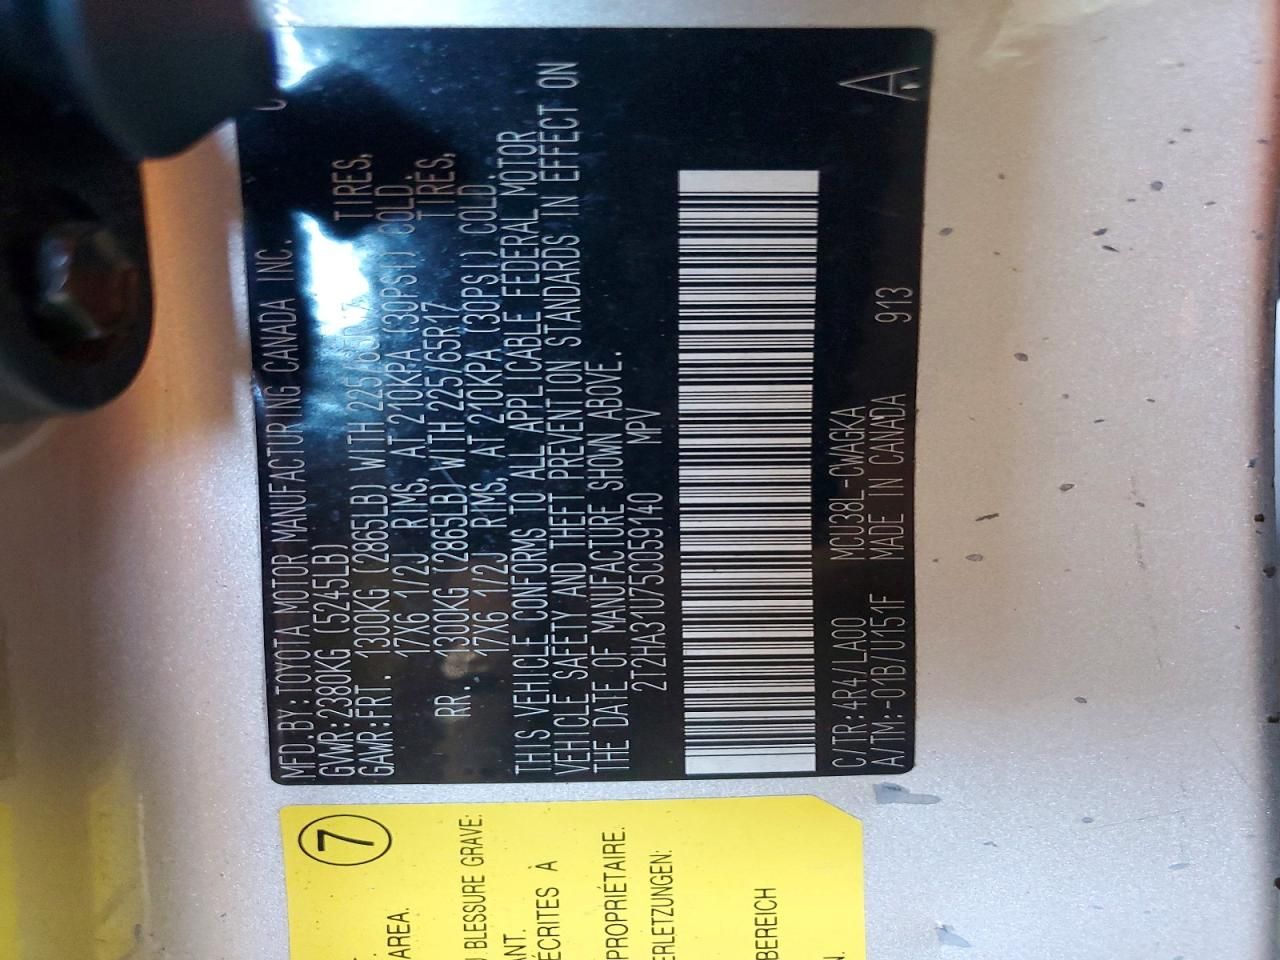 MFD.BY:TOYOTA MOTOR MANUFACTURING CANADA INC.
GVWR:2380KG (5245LB)
GAWR:FRT. 1300KG (2865LB) WITH 225/65R17 TIRES,
17X6 1/2J RIMS, AT 210KPA (30PSI) COLD.
RR. 1300KG (2865LB) WITH 225/65R17 TIRES,
17X6 1/2J RIMS, AT 210KPA (30PSI) COLD.
THIS VEHICLE CONFORMS TO ALL APPLICABLE FEDERAL MOTOR
VEHICLE SAFETY AND THEFT PREVENTION STANDARDS IN EFFECT ON
THE DATE OF MANUFACTURE SHOWN ABOVE.
2T2HA31U75C059140 MPV
C/TR:4R4/LA00 MCU38L-CWAGKA
A/TM:-01B/U151F MADE IN CANADA 913 A
7
AREA.
BLESSURE GRAVE:
ÉCRITES À
PROPRIÉTAIRE.
ERLETZUNGEN:
BEREICH